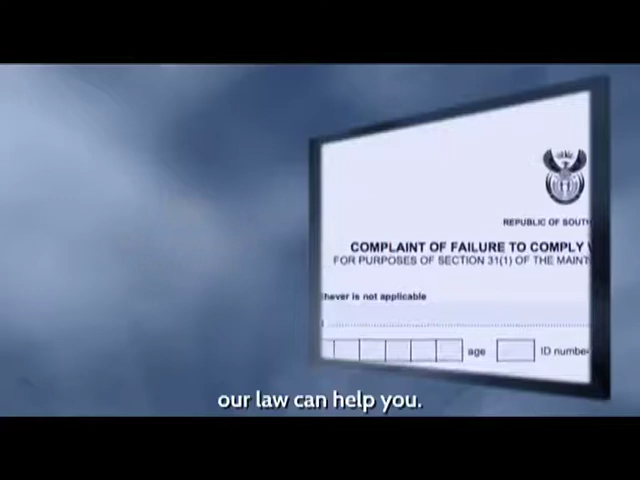 REPUBLIC OF SOUTH
COMPLAINT OF FAILURE TO COMPLY
FOR PURPOSES OF SECTION 31(1) OF THE MAINT
hever is not applicable
age
ID numbe
our law can help you.